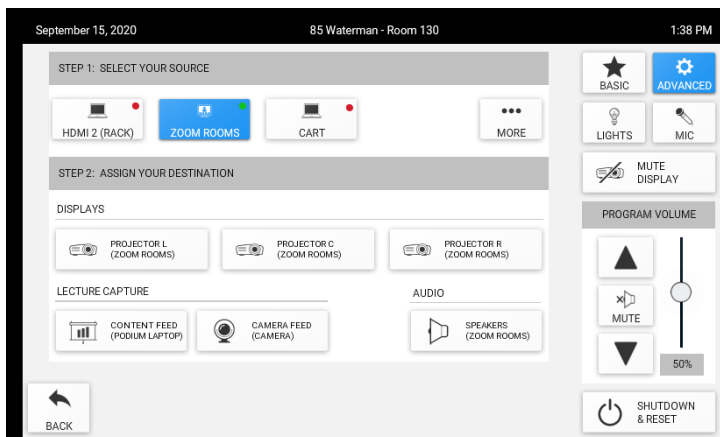 September 15, 2020
85 Waterman - Room 130
1:38 PM
STEP 1: SELECT YOUR SOURCE
HDMI 2 (RACK)
ZOOM ROOMS
CART
MORE
STEP 2: ASSIGN YOUR DESTINATION
DISPLAYS
PROJECTOR L
(ZOOM ROOMS)
PROJECTOR C
(ZOOM ROOMS)
PROJECTOR R
(ZOOM ROOMS)
LECTURE CAPTURE
CONTENT FEED
(PODIUM LAPTOP)
CAMERA FEED
(CAMERA)
AUDIO
SPEAKERS
(ZOOM ROOMS)
BACK
BASIC
ADVANCED
LIGHTS
MIC
MUTE
DISPLAY
PROGRAM VOLUME
MUTE
50%
SHUTDOWN
& RESET